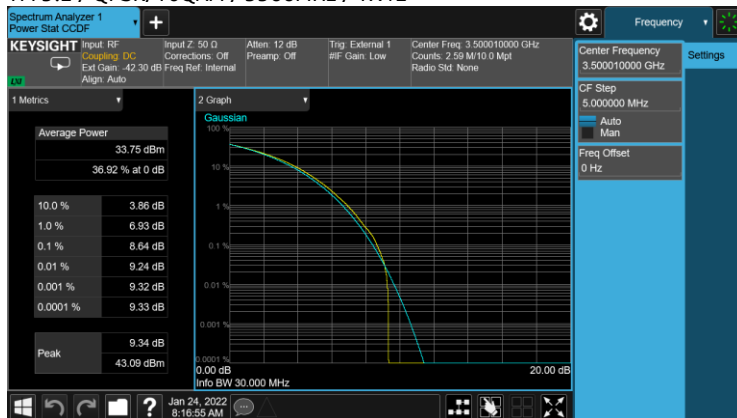 Spectrum Analyzer 1
Power Stat CCDF
Frequency
KEYSIGHT
Input: RF
Coupling: DC
Ext Gain: -42.30 dB
Align: Auto
Input Z: 50 Ω
Corrections: Off
Freq Ref: Internal
Atten: 12 dB
Preamp: Off
Trig: External 1
#IF Gain: Low
Center Freq: 3.500010000 GHz
Counts: 2.59 M/10.0 Mpt
Radio Std: None
LXI
Center Frequency
3.500010000 GHz
Settings
CF Step
5.000000 MHz
Auto
Man
Freq Offset
0 Hz
1 Metrics
Average Power
33.75 dBm
36.92 % at 0 dB
10.0 % 3.86 dB
1.0 % 6.93 dB
0.1 % 8.64 dB
0.01 % 9.24 dB
0.001 % 9.32 dB
0.0001 % 9.33 dB
Peak
9.34 dB
43.09 dBm
2 Graph
Gaussian
100 %
10 %
1 %
0.1 %
0.01 %
0.001 %
0.0001 %
0.00 dB
20.00 dB
Info BW 30.000 MHz
?
Jan 24, 2022
8:16:55 AM